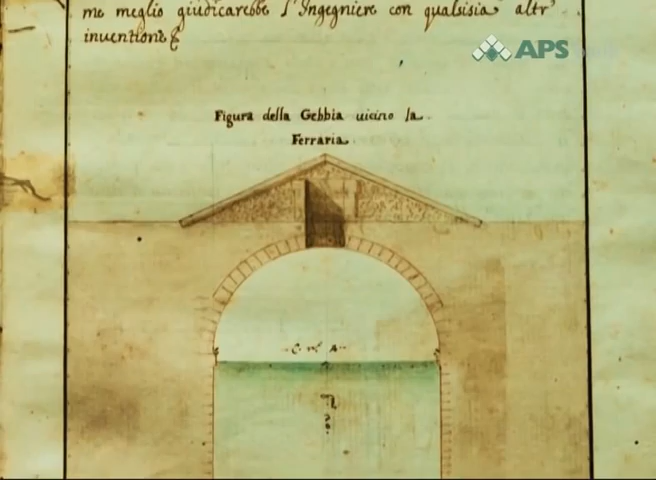 me meglio giudicarebbe l'Ingegniere con qualsisia altr'
inventione
APS
Figura della Gebbia vicino la
Ferraria